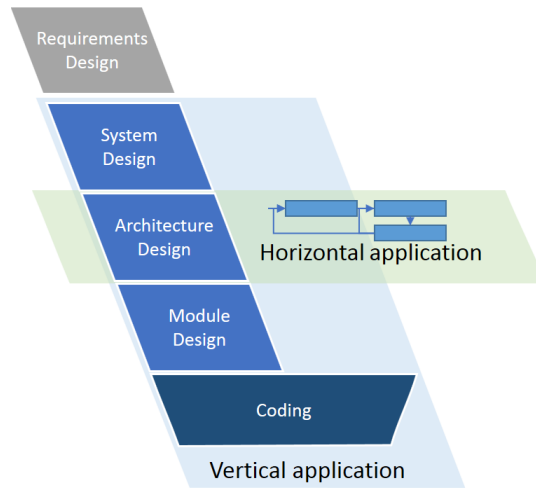 Requirements
Design
System
Design
Architecture
Design
Horizontal application
Module
Design
Coding
Vertical application